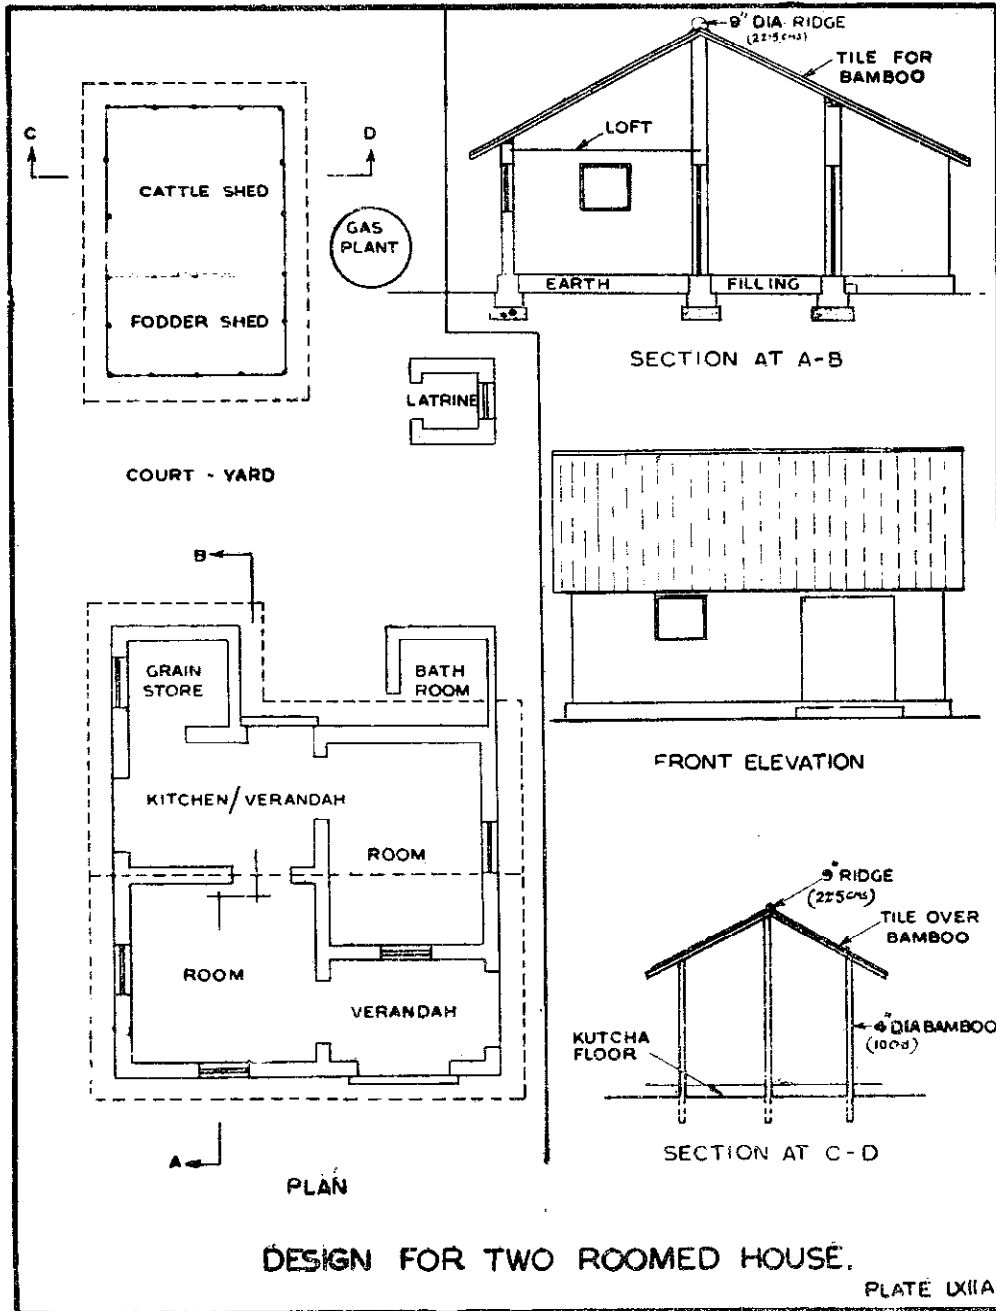 C
D
CATTLE SHED
FODDER SHED
GAS
PLANT
LATRINE
COURT - YARD
B
GRAIN
STORE
BATH
ROOM
KITCHEN/VERANDAH
ROOM
ROOM
VERANDAH
A
PLAN
9" DIA RIDGE
(22.5 CMS)
TILE FOR
BAMBOO
LOFT
EARTH FILLING
SECTION AT A-B
FRONT ELEVATION
9" RIDGE
(22.5 CMS)
TILE OVER
BAMBOO
4" DIA BAMBOO
KUTCHA
FLOOR
SECTION AT C-D
DESIGN FOR TWO ROOMED HOUSE.
PLATE LXIIA